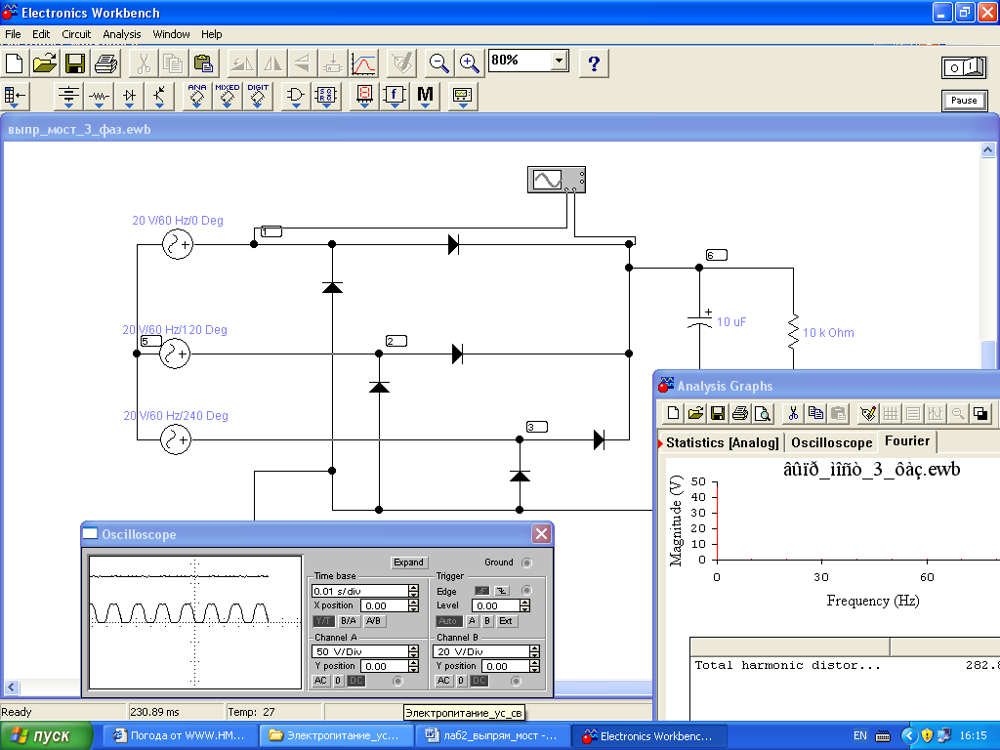 Electronics Workbench
File Edit Circuit Analysis Window Help
80%
?
ANA MIXED DIGIT
f M
Pause
выпр_мост_3_фаз.ewb
20 V/60 Hz/0 Deg
1
6
10 uF
10 k Ohm
20 V/60 Hz/120 Deg
5
2
20 V/60 Hz/240 Deg
3
Analysis Graphs
Statistics [Analog] Oscilloscope Fourier
âûïð_ìîñò_3_ôàç.ewb
Magnitude (V)
50
40
30
20
10
0
0 30 60
Frequency (Hz)
Total harmonic distor... 282.8
Oscilloscope
Expand Ground
Time base Trigger
0.01 s/div Edge
X position 0.00 Level 0.00
Y/T B/A A/B Auto A B Ext
Channel A Channel B
50 V/Div 20 V/Div
Y position 0.00 Y position 0.00
AC 0 DC AC 0 DC
Ready 230.89 ms Temp: 27
Электропитание_ус_св
пуск Погода от WWW.HM... Электропитание_ус... лаб2_выпрям_мост -... Electronics Workbenc... EN 16:15